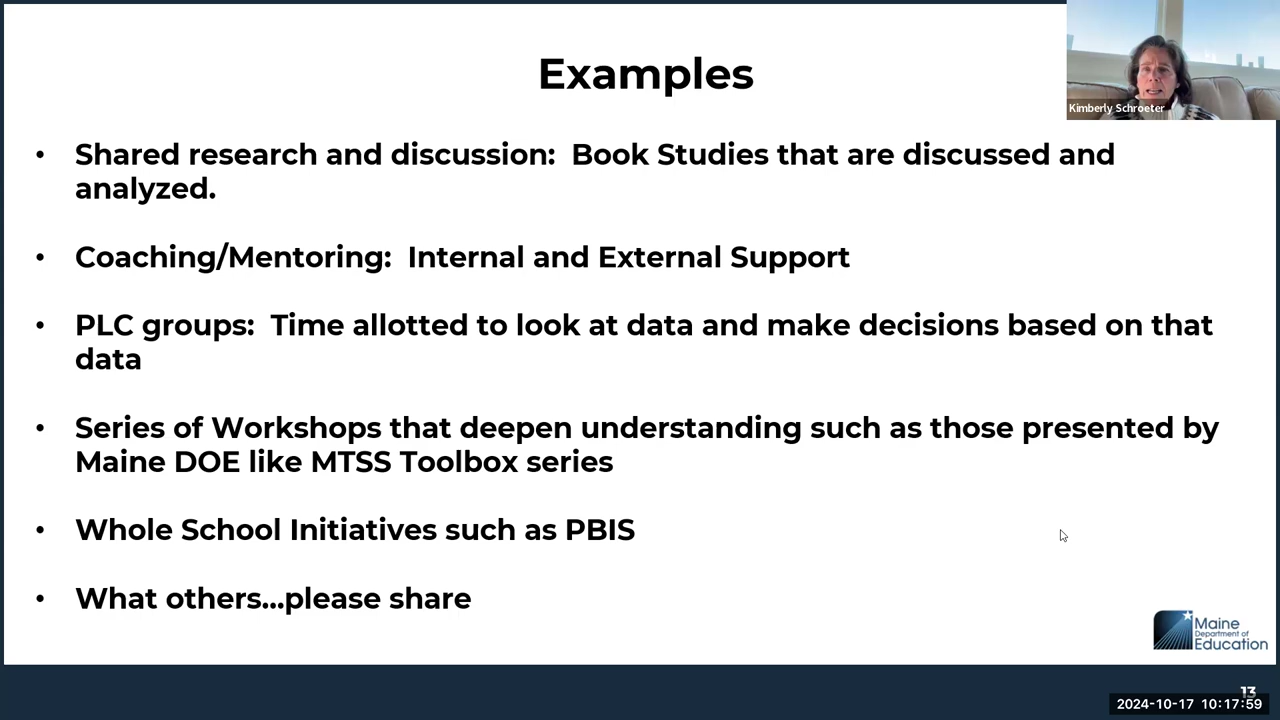 Examples
Kimberly Schroeter
• Shared research and discussion:  Book Studies that are discussed and
analyzed.
• Coaching/Mentoring:  Internal and External Support
• PLC groups:  Time allotted to look at data and make decisions based on that
data
• Series of Workshops that deepen understanding such as those presented by
Maine DOE like MTSS Toolbox series
• Whole School Initiatives such as PBIS
• What others...please share
Maine
Department of
Education
13
2024-10-17 10:17:59